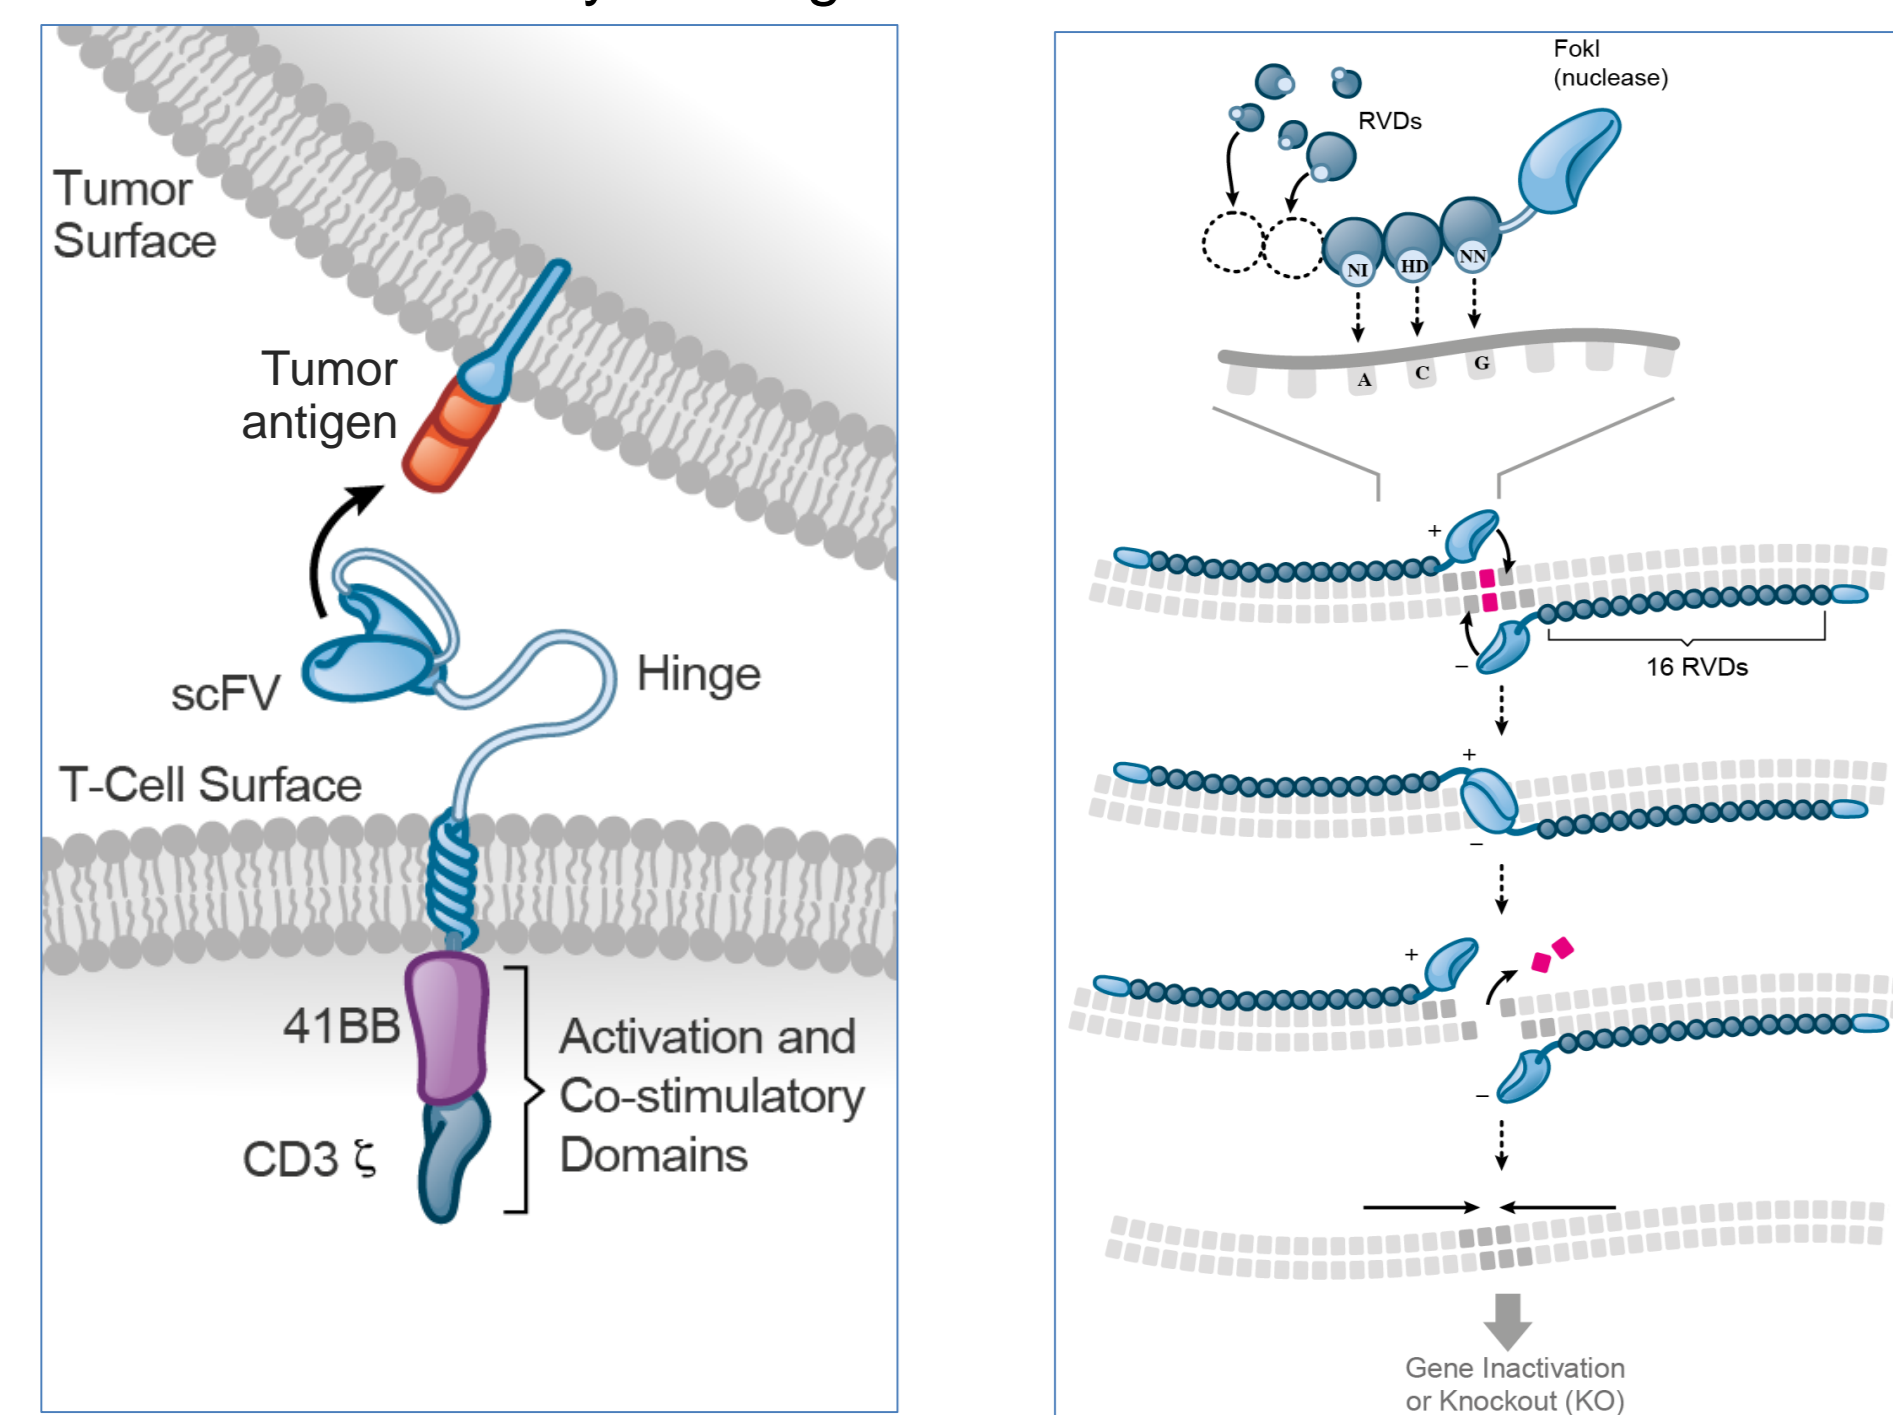 Tumor
Surface
Tumor
antigen
scFV
Hinge
T-Cell Surface
41BB
CD3 ζ
Activation and
Co-stimulatory
Domains
FokI
(nuclease)
RVDs
NI
HD
NN
A
C
G
+
−
16 RVDs
+
−
+
−
Gene Inactivation
or Knockout (KO)